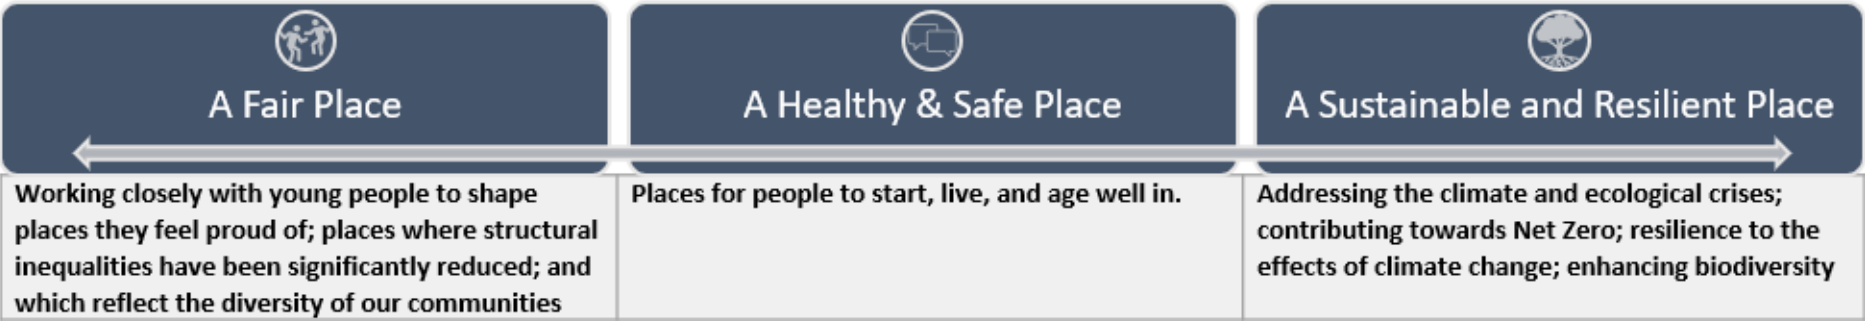 A Fair Place
A Healthy & Safe Place
A Sustainable and Resilient Place
Working closely with young people to shape
places they feel proud of; places where structural
inequalities have been significantly reduced; and
which reflect the diversity of our communities
Places for people to start, live, and age well in.
Addressing the climate and ecological crises;
contributing towards Net Zero; resilience to the
effects of climate change; enhancing biodiversity